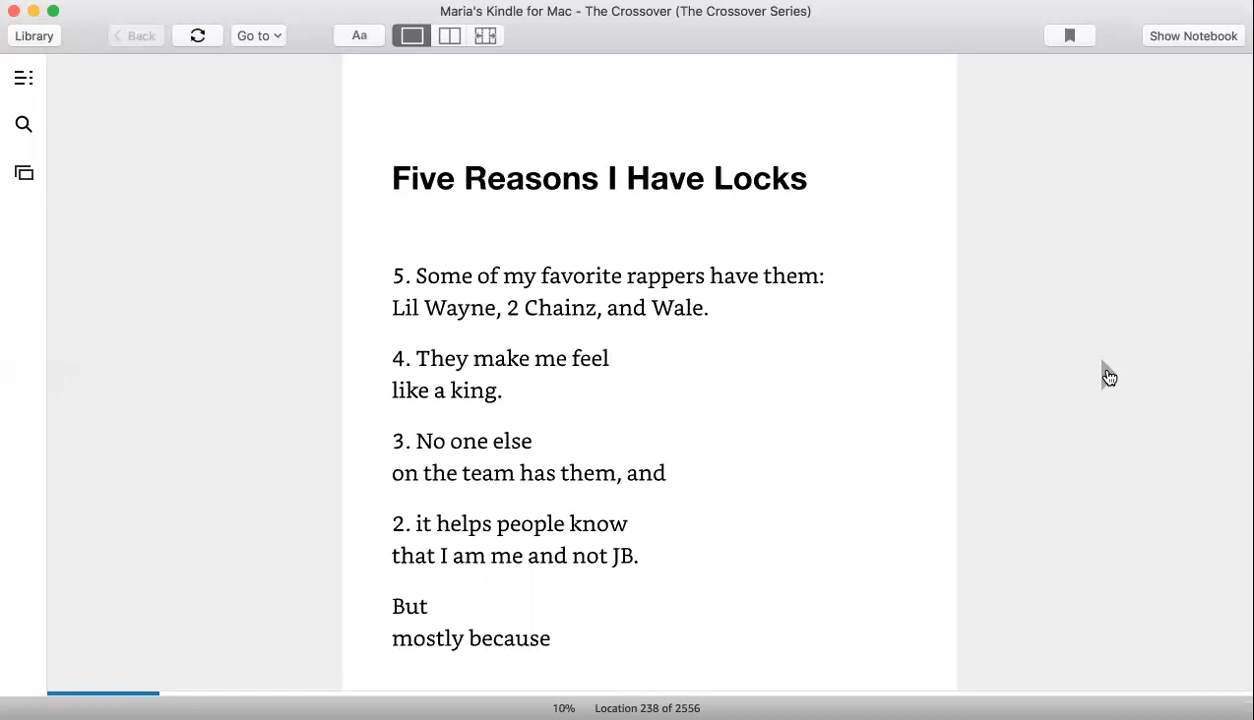 Maria's Kindle for Mac - The Crossover (The Crossover Series)
Library
Back
Go to
Aa
Show Notebook
Five Reasons I Have Locks
5. Some of my favorite rappers have them:
Lil Wayne, 2 Chainz, and Wale.
4. They make me feel
like a king.
3. No one else
on the team has them, and
2. it helps people know
that I am me and not JB.
But
mostly because
10% Location 238 of 2556